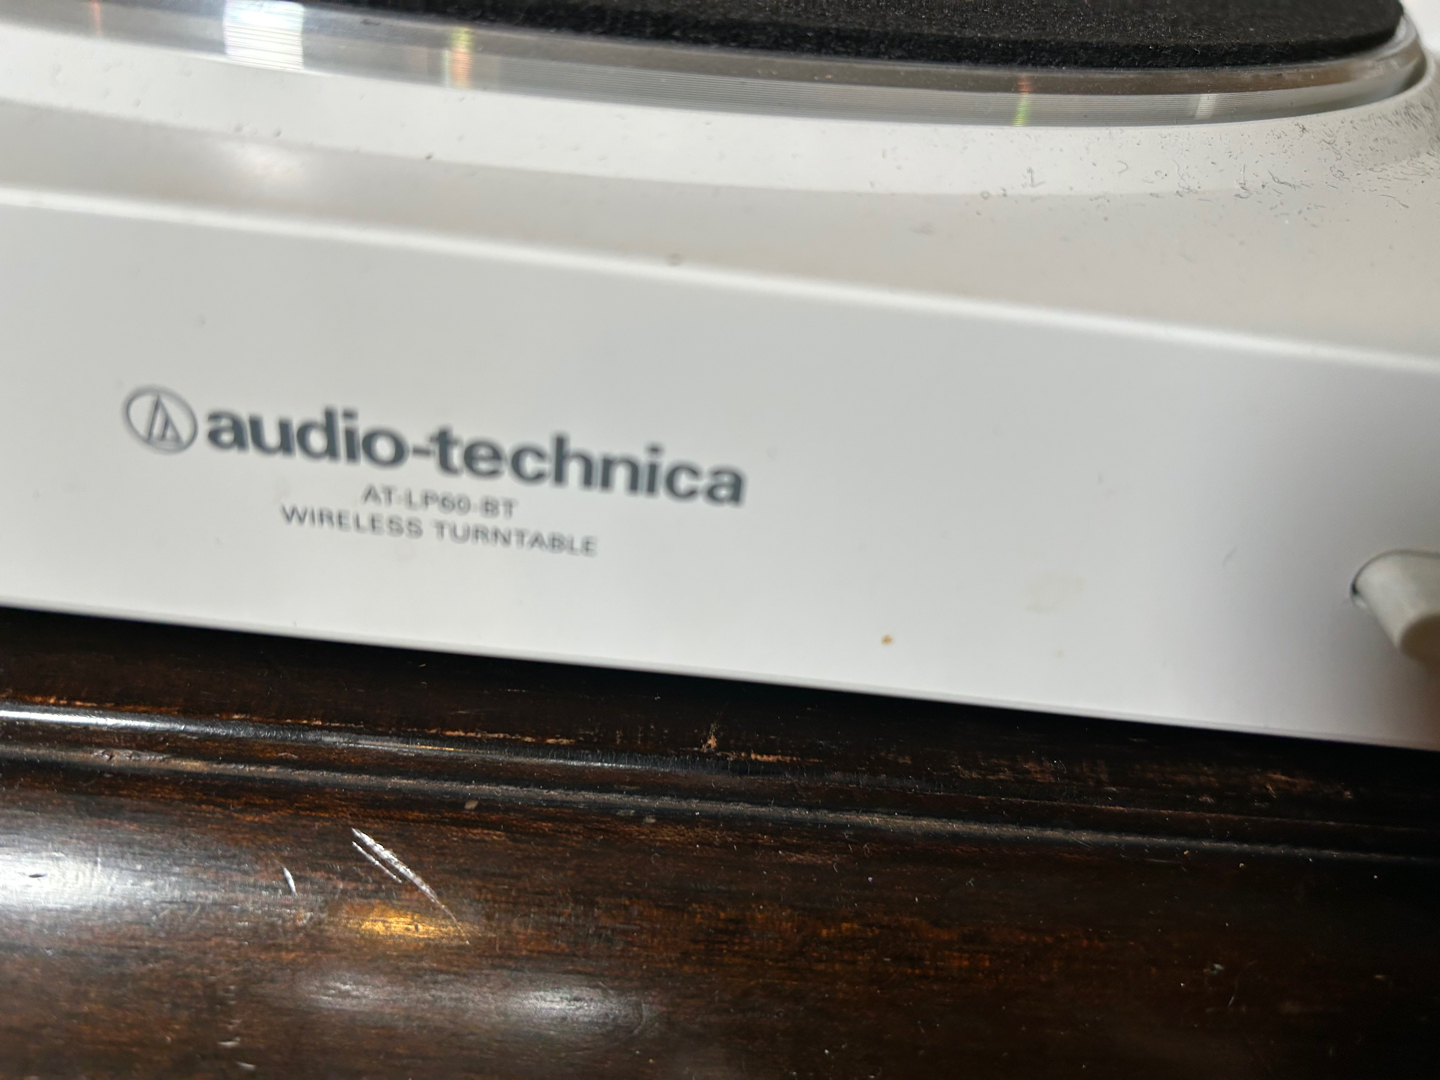 audio-technica
AT-LP60-BT
WIRELESS TURNTABLE